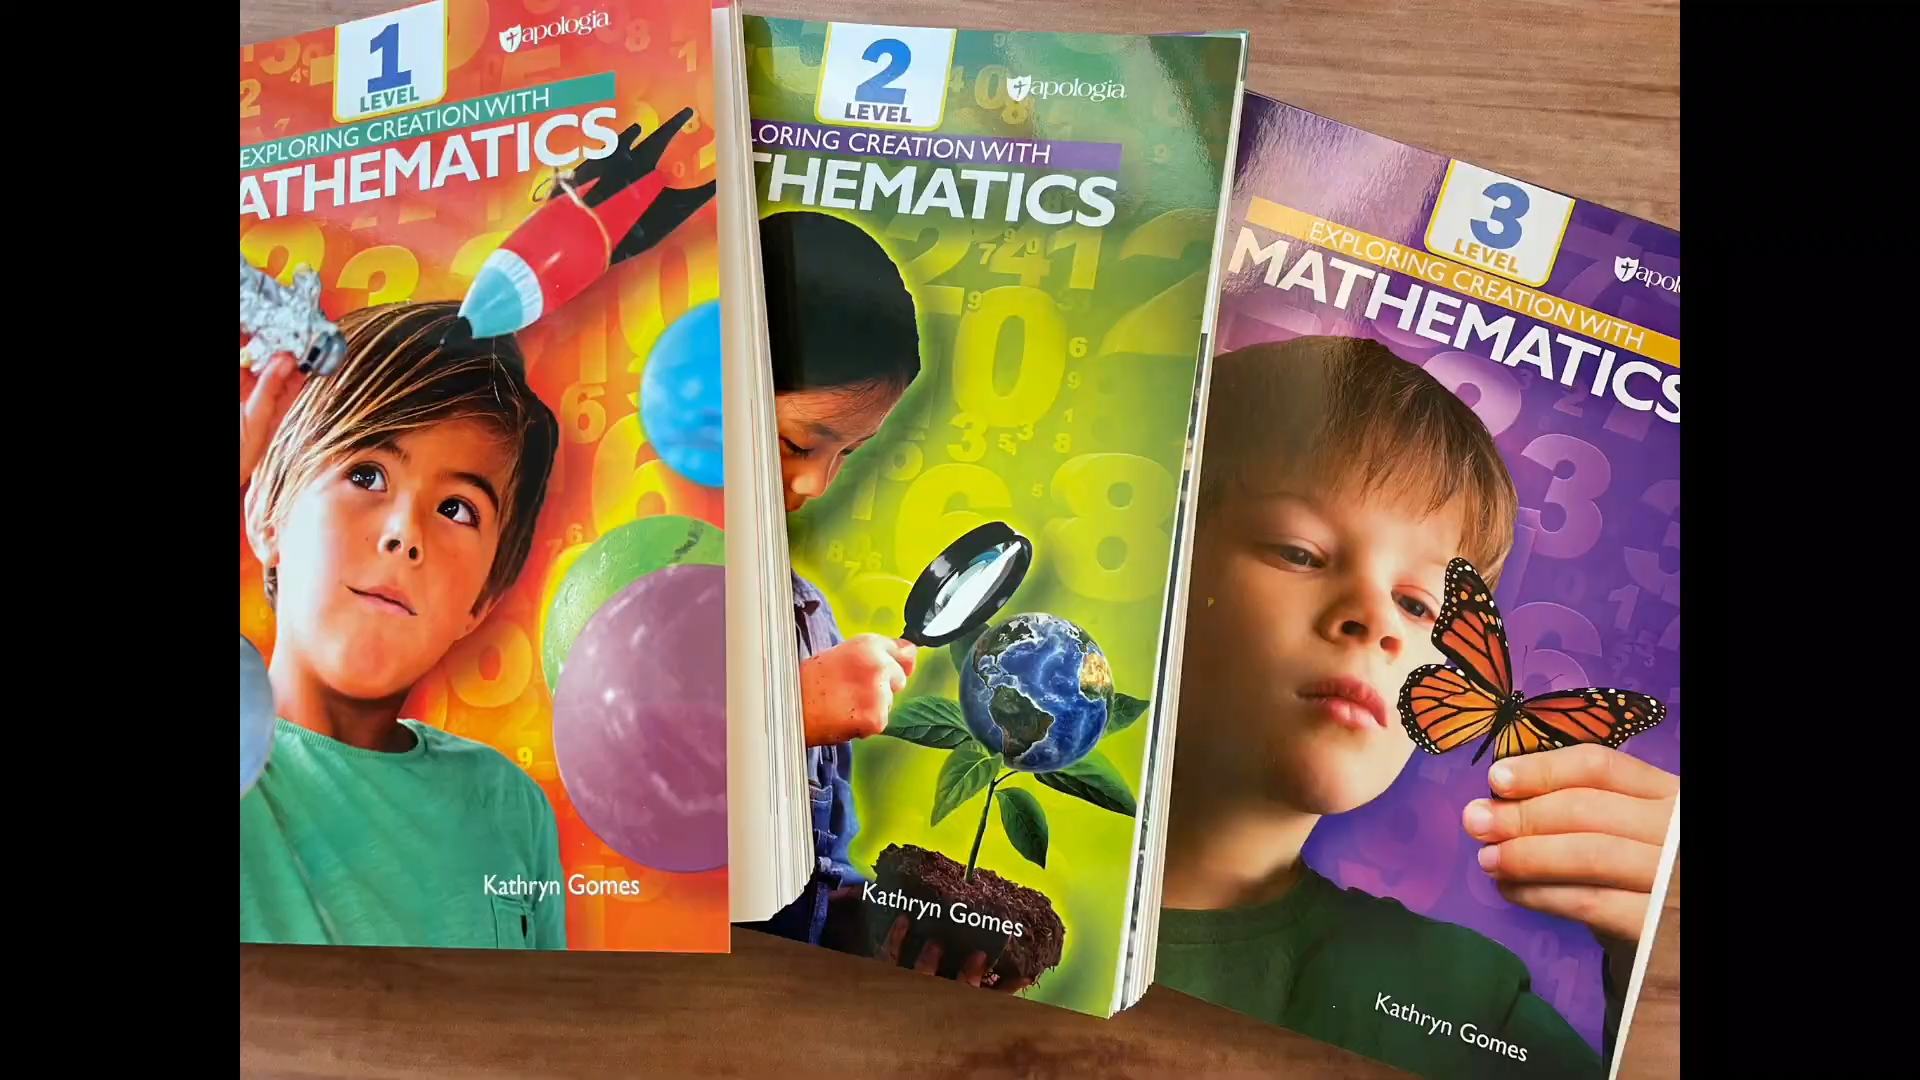 1
LEVEL
apologia
EXPLORING CREATION WITH
ATHEMATICS
Kathryn Gomes
2
LEVEL
apologia
LORING CREATION WITH
THEMATICS
Kathryn Gomes
3
LEVEL
apol
EXPLORING CREATION WITH
MATHEMATICS
Kathryn Gomes